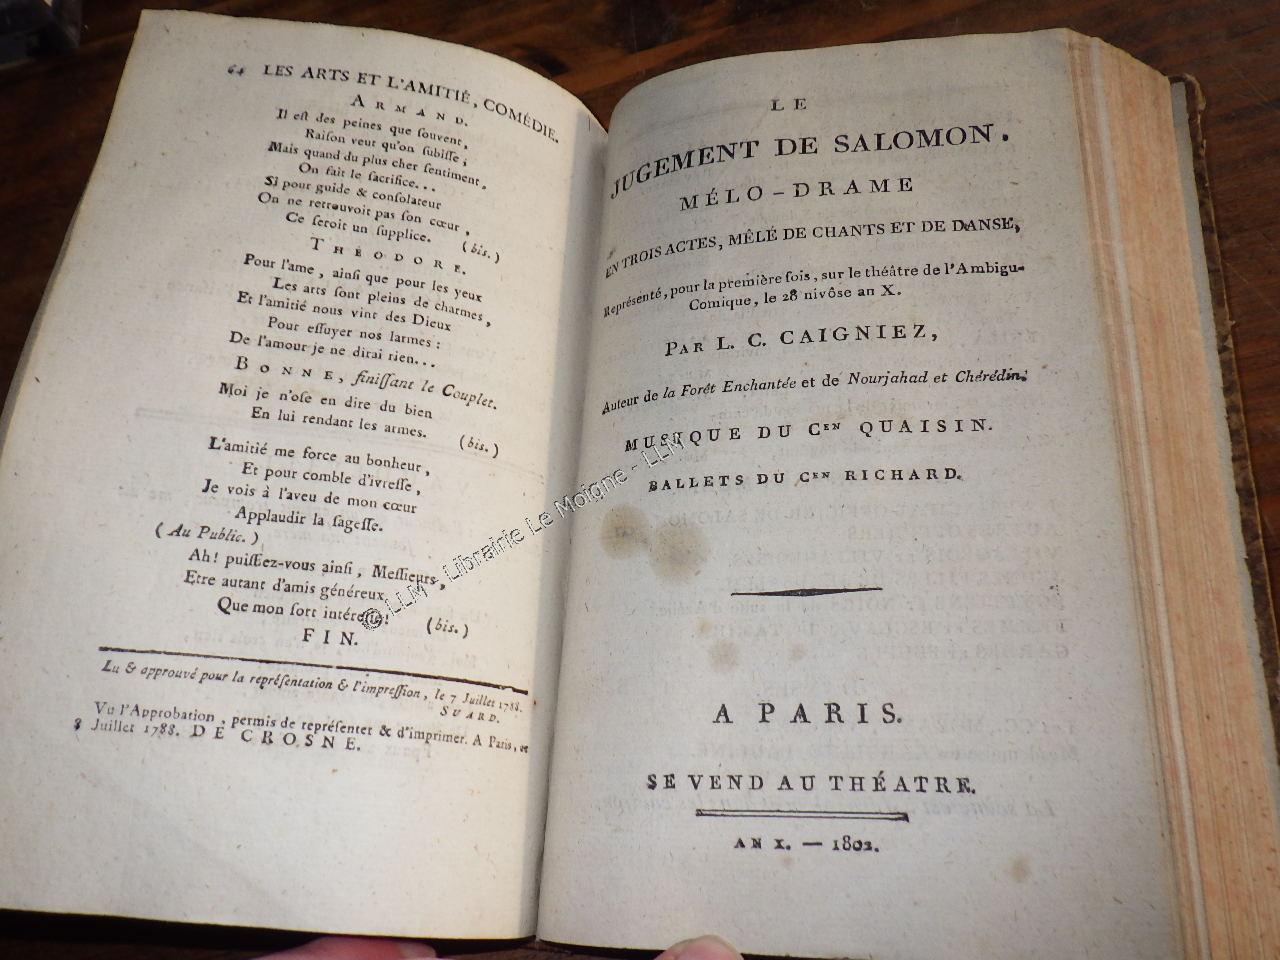 64 LES ARTS ET L'AMITIÉ, COMÉDIE.
ARMAND.
Il eſt des peines que ſouvent,
Raiſon veut qu'on ſubiſſe;
Mais quand du plus cher ſentiment,
On fait le ſacrifice...
Si pour guide & conſolateur
On ne retrouvoit pas ſon cœur,
Ce ſeroit un ſupplice. (bis.)
THÉODORE.
Pour l'ame, ainſi que pour les yeux
Les arts ſont pleins de charmes,
Et l'amitié nous vint des Dieux
Pour eſſuyer nos larmes:
De l'amour je ne dirai rien...
BONNE, finiſſant le Couplet.
Moi je n'oſe en dire du bien
En lui rendant les armes. (bis.)
L'amitié me force au bonheur,
Et pour comble d'ivreſſe,
Je vois à l'aveu de mon cœur
Applaudir la ſageſſe.
(Au Public.)
Ah! puiſſez-vous ainſi, Meſſieurs,
Etre autant d'amis généreux,
Que mon ſort intéreſſe! (bis.)
FIN.
Lu & approuvé pour la repréſentation & l'impreſſion, le 7 Juillet 1788.
SUARD.
Vu l'Approbation, permis de repréſenter & d'imprimer. A Paris, ce
8 Juillet 1788. DE CROSNE.
LE
JUGEMENT DE SALOMON.
MÉLO-DRAME
EN TROIS ACTES, MÊLÉ DE CHANTS ET DE DANSE,
Représenté, pour la première fois, sur le théâtre de l'Ambigu-
Comique, le 28 nivôse an X.
PAR L. C. CAIGNIEZ,
Auteur de la Forêt Enchantée et de Nourjahad et Chérédin.
MUSIQUE DU CEN QUAISIN.
BALLETS DU CEN RICHARD.
A PARIS.
SE VEND AU THÉATRE.
AN X. — 1802.
© LLM - Librairie Le Moigne - LLM